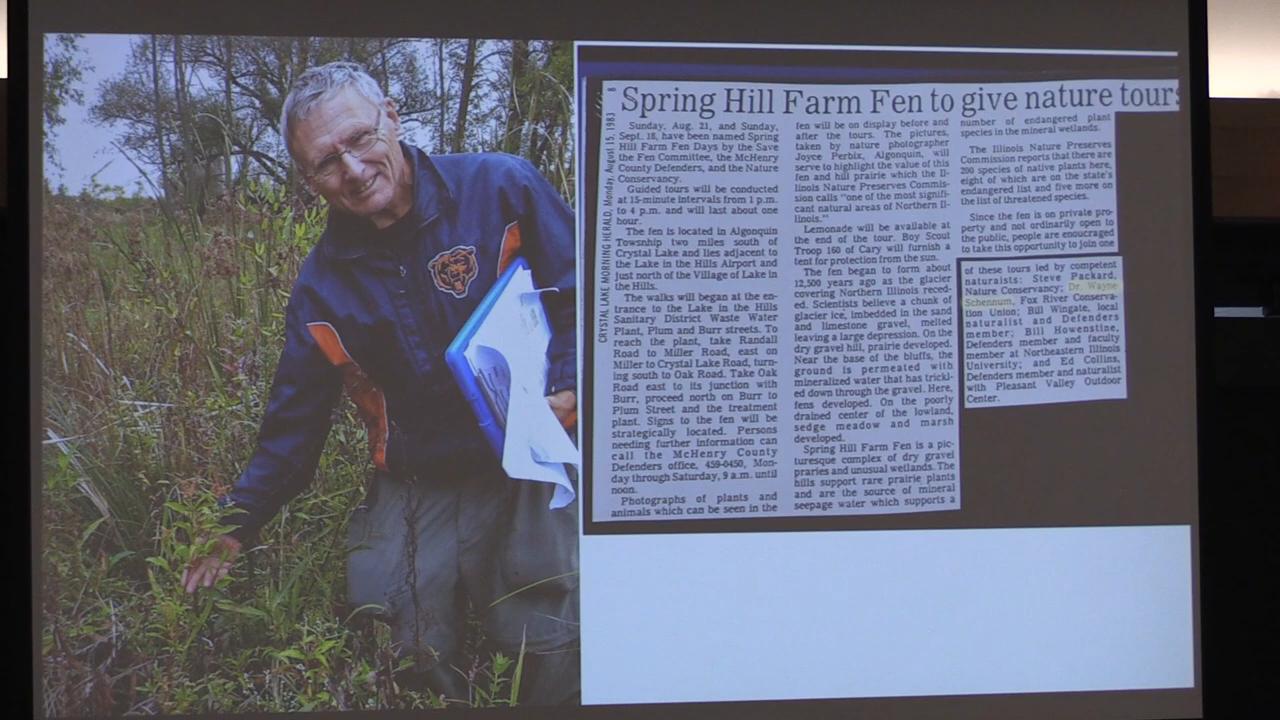 Spring Hill Farm Fen to give nature tours
CRYSTAL LAKE MORNING HERALD, Monday, August 15, 1983 8
Sunday, Aug. 21, and Sunday,
Sept. 18, have been named Spring
Hill Farm Fen Days by the Save
the Fen Committee, the McHenry
County Defenders, and the Nature
Conservancy.
Guided tours will be conducted
at 15-minute intervals from 1 p.m.
to 4 p.m. and will last about one
hour.
The fen is located in Algonquin
Township two miles south of
Crystal Lake and lies adjacent to
the Lake in the Hills Airport and
just north of the Village of Lake in
the Hills.
The walks will began at the en-
trance to the Lake in the Hills
Sanitary District Waste Water
Plant, Plum and Burr streets. To
reach the plant, take Randall
Road to Miller Road, east on
Miller to Crystal Lake Road, turn-
ing south to Oak Road. Take Oak
Road east to its junction with
Burr, proceed north on Burr to
Plum Street and the treatment
plant. Signs to the fen will be
strategically located. Persons
needing further information can
call the McHenry County
Defenders office, 459-0450, Mon-
day through Saturday, 9 a.m. until
noon.
Photographs of plants and
animals which can be seen in the
fen will be on display before and
after the tours. The pictures,
taken by nature photographer
Joyce Perbix, Algonquin, will
serve to highlight the value of this
fen and hill prairie which the Il-
linois Nature Preserves Commis-
sion calls "one of the most signifi-
cant natural areas of Northern Il-
linois."
Lemonade will be available at
the end of the tour. Boy Scout
Troop 160 of Cary will furnish a
tent for protection from the sun.
The fen began to form about
12,500 years ago as the glacier
covering Northern Illinois reced-
ed. Scientists believe a chunk of
glacier ice, imbedded in the sand
and limestone gravel, melted
leaving a large depression. On the
dry gravel hill, prairie developed.
Near the base of the bluffs, the
ground is permeated with
mineralized water that has trickl-
ed down through the gravel. Here,
fens developed. On the poorly
drained center of the lowland,
sedge meadow and marsh
developed.
Spring Hill Farm Fen is a pic-
turesque complex of dry gravel
praries and unusual wetlands. The
hills support rare prairie plants
and are the source of mineral
seepage water which supports a
number of endangered plant
species in the mineral wetlands.
The Illinois Nature Preserves
Commission reports that there are
200 species of native plants here,
eight of which are on the state's
endangered list and five more on
the list of threatened species.
Since the fen is on private pro-
perty and not ordinarily open to
the public, people are encouraged
to take this opportunity to join one
of these tours led by competent
naturalists: Steve Packard,
Nature Conservancy; Dr. Wayne
Schennum, Fox River Conserva-
tion Union; Bill Wingate, local
naturalist and Defenders
member; Bill Howenstine,
Defenders member and faculty
member at Northeastern Illinois
University; and Ed Collins,
Defenders member and naturalist
with Pleasant Valley Outdoor
Center.